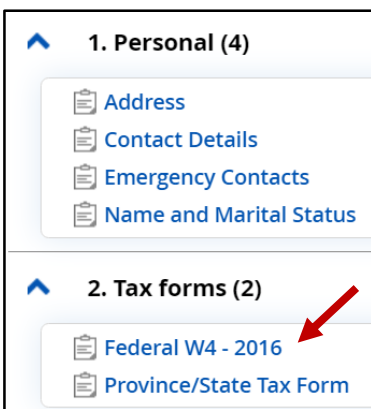 1. Personal (4)
Address
Contact Details
Emergency Contacts
Name and Marital Status
2. Tax forms (2)
Federal W4 - 2016
Province/State Tax Form